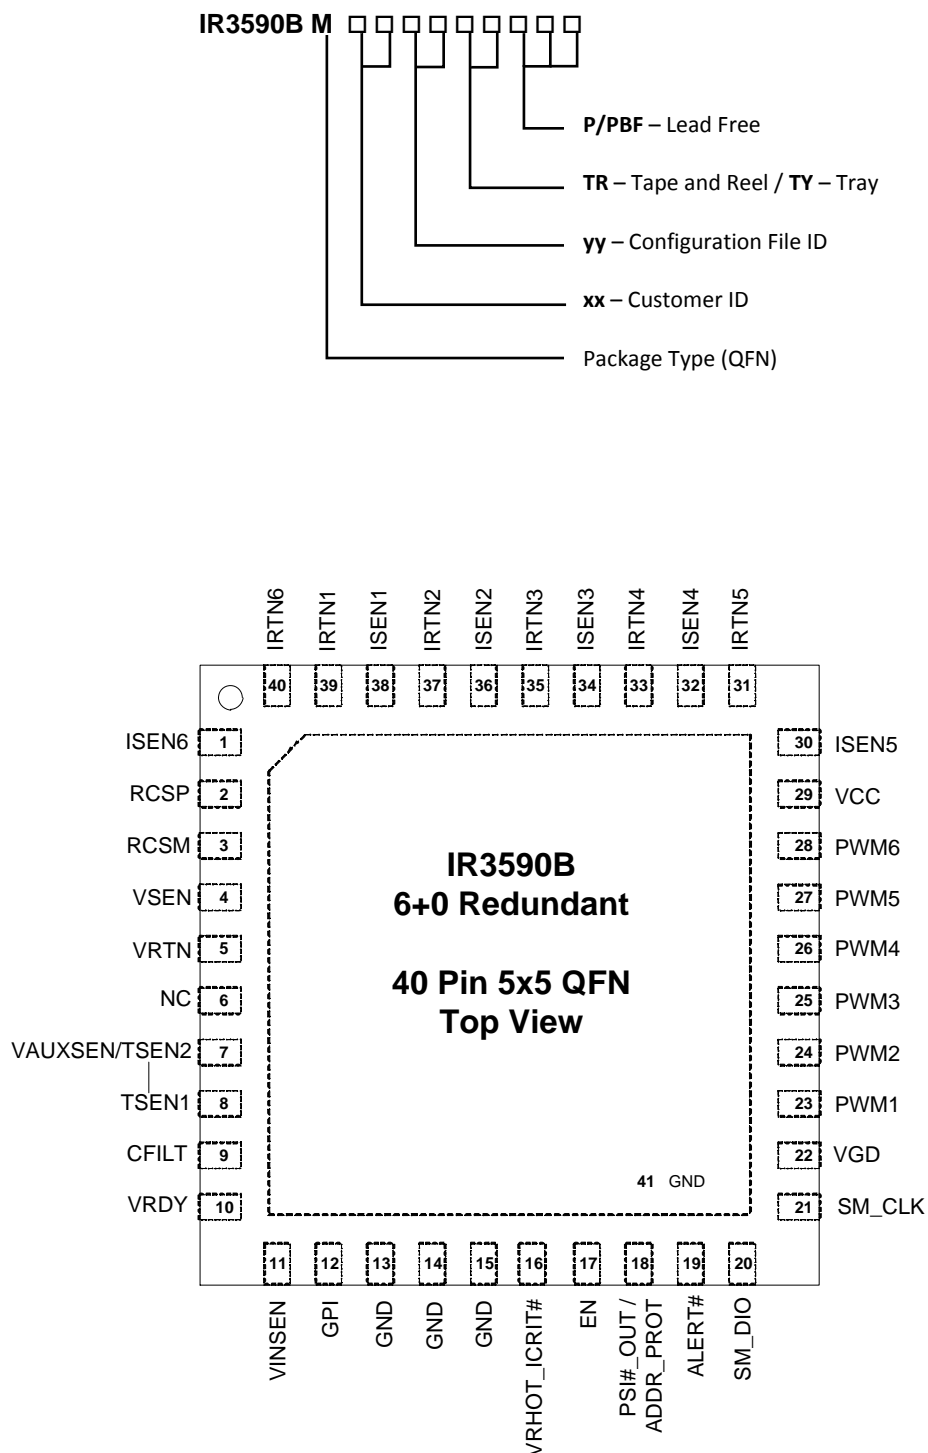 IR3590B M
P/PBF – Lead Free
TR – Tape and Reel / TY – Tray
yy – Configuration File ID
xx – Customer ID
Package Type (QFN)
IRTN6
IRTN1
ISEN1
IRTN2
ISEN2
IRTN3
ISEN3
IRTN4
ISEN4
IRTN5
40
39
38
37
36
35
34
33
32
31
ISEN6 1
RCSP 2
RCSM 3
VSEN 4
VRTN 5
NC 6
VAUXSEN/TSEN2 7
TSEN1 8
CFILT 9
VRDY 10
IR3590B
6+0 Redundant
40 Pin 5x5 QFN
Top View
41 GND
30 ISEN5
29 VCC
28 PWM6
27 PWM5
26 PWM4
25 PWM3
24 PWM2
23 PWM1
22 VGD
21 SM_CLK
11
12
13
14
15
16
17
18
19
20
VINSEN
GPI
GND
GND
GND
VRHOT_ICRIT#
EN
PSI#_OUT /
ADDR_PROT
ALERT#
SM_DIO